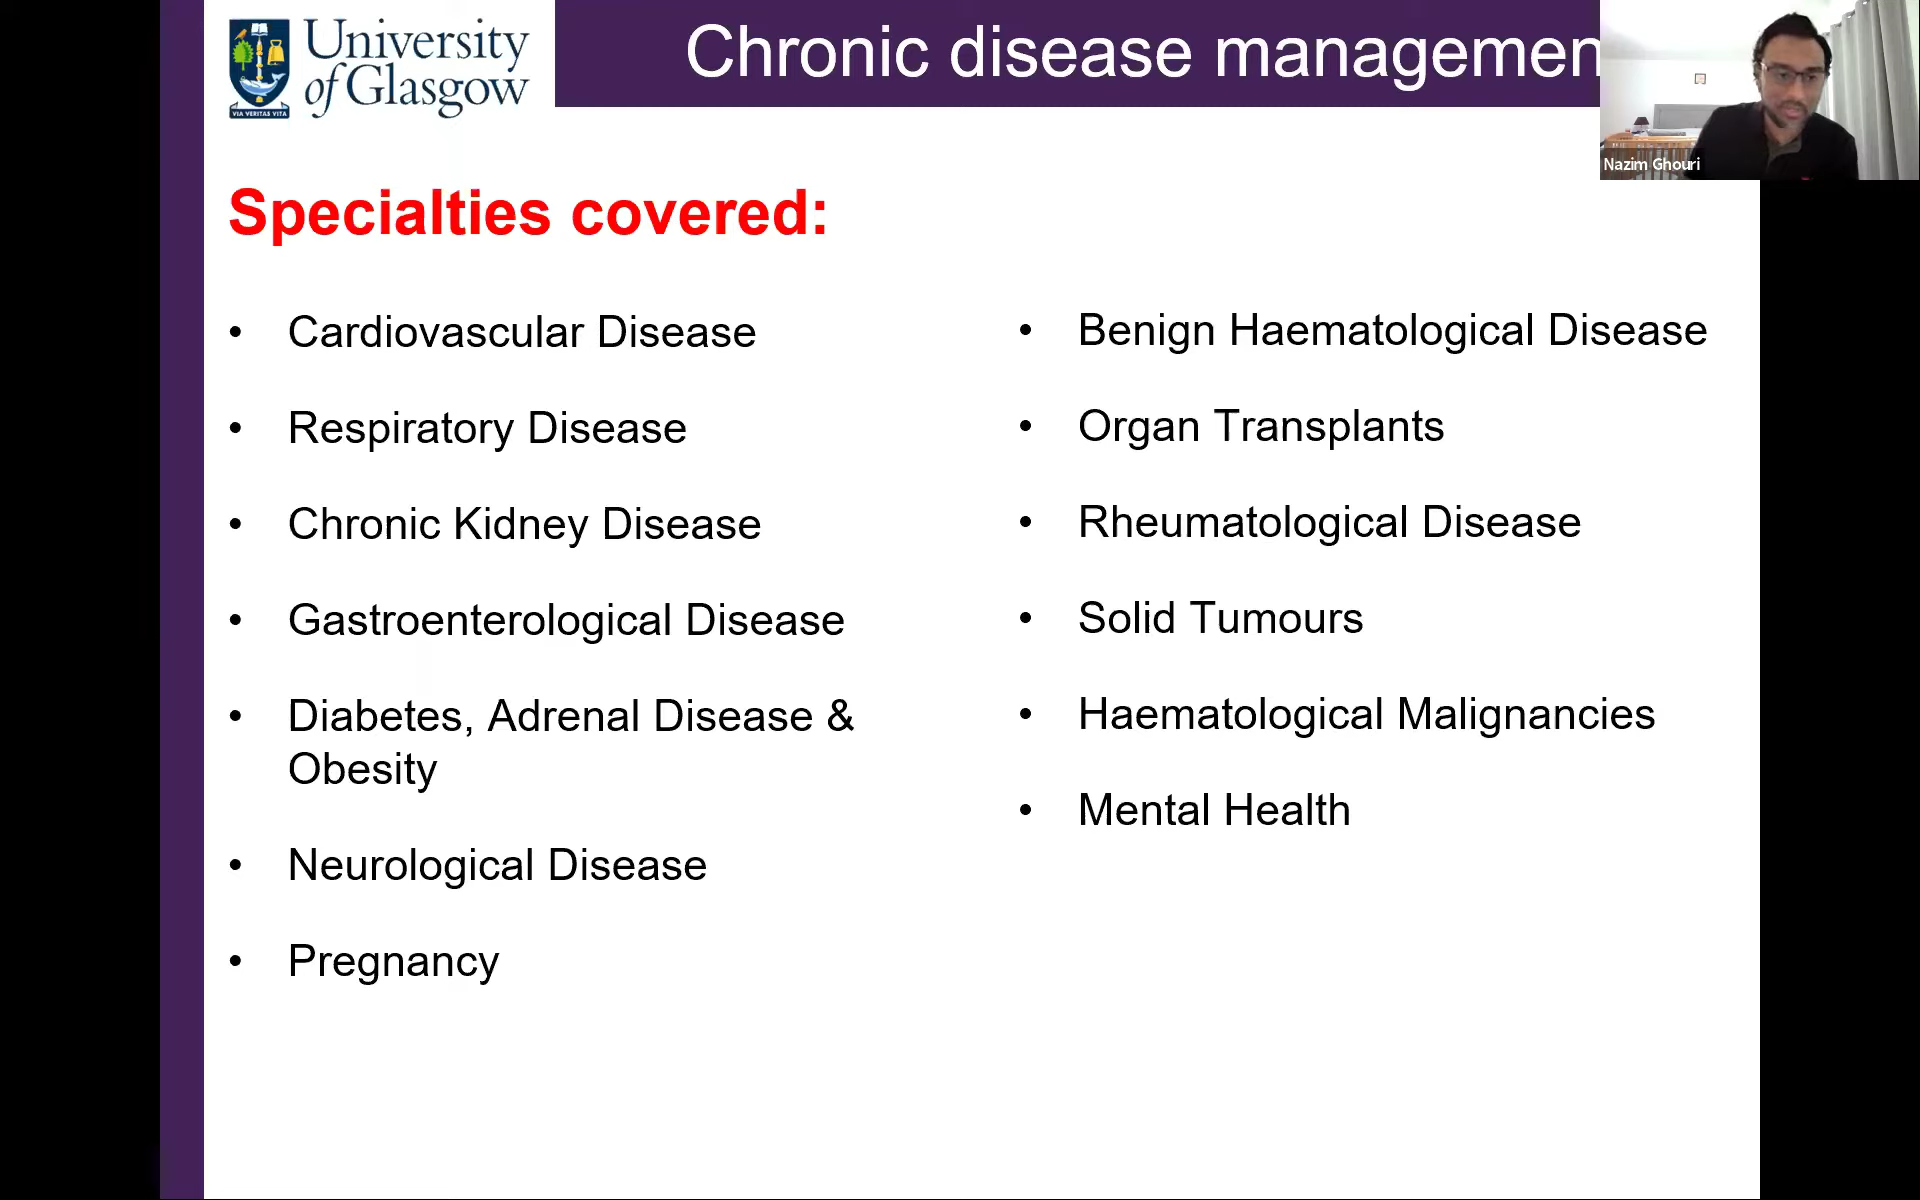 University
of Glasgow
VIA VERITAS VITA
Chronic disease managemen
Nazim Ghouri
Specialties covered:
• Cardiovascular Disease
• Respiratory Disease
• Chronic Kidney Disease
• Gastroenterological Disease
• Diabetes, Adrenal Disease &
Obesity
• Neurological Disease
• Pregnancy
• Benign Haematological Disease
• Organ Transplants
• Rheumatological Disease
• Solid Tumours
• Haematological Malignancies
• Mental Health